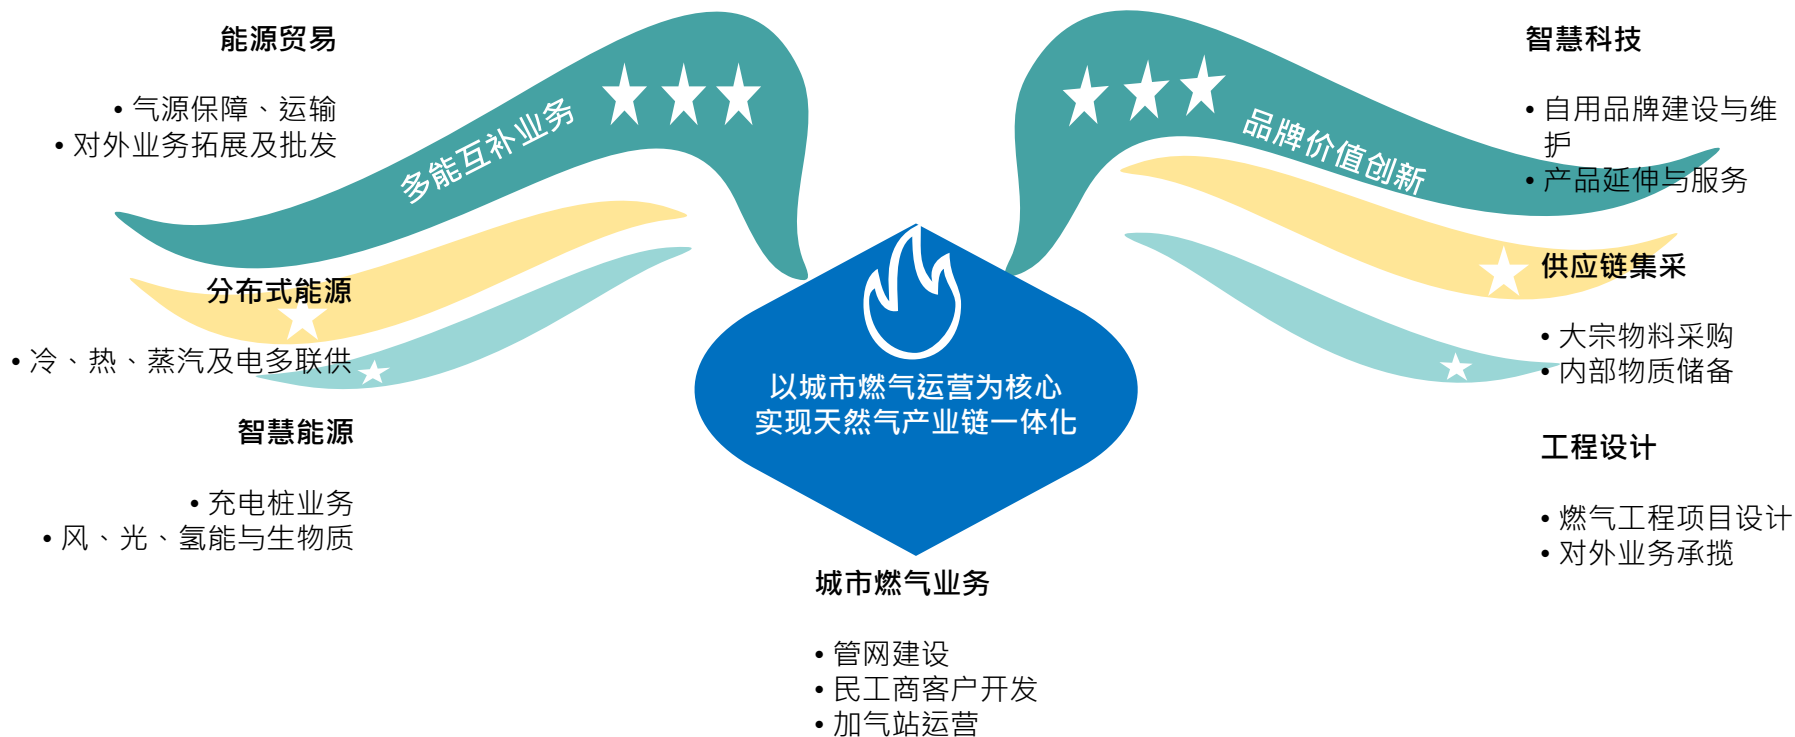 能源贸易
• 气源保障、运输
• 对外业务拓展及批发
多能互补业务
分布式能源
• 冷、热、蒸汽及电多联供
智慧能源
• 充电桩业务
• 风、光、氢能与生物质
以城市燃气运营为核心
实现天然气产业链一体化
城市燃气业务
• 管网建设
• 民工商客户开发
• 加气站运营
品牌价值创新
智慧科技
• 自用品牌建设与维
护
• 产品延伸与服务
供应链集采
• 大宗物料采购
• 内部物质储备
工程设计
• 燃气工程项目设计
• 对外业务承揽